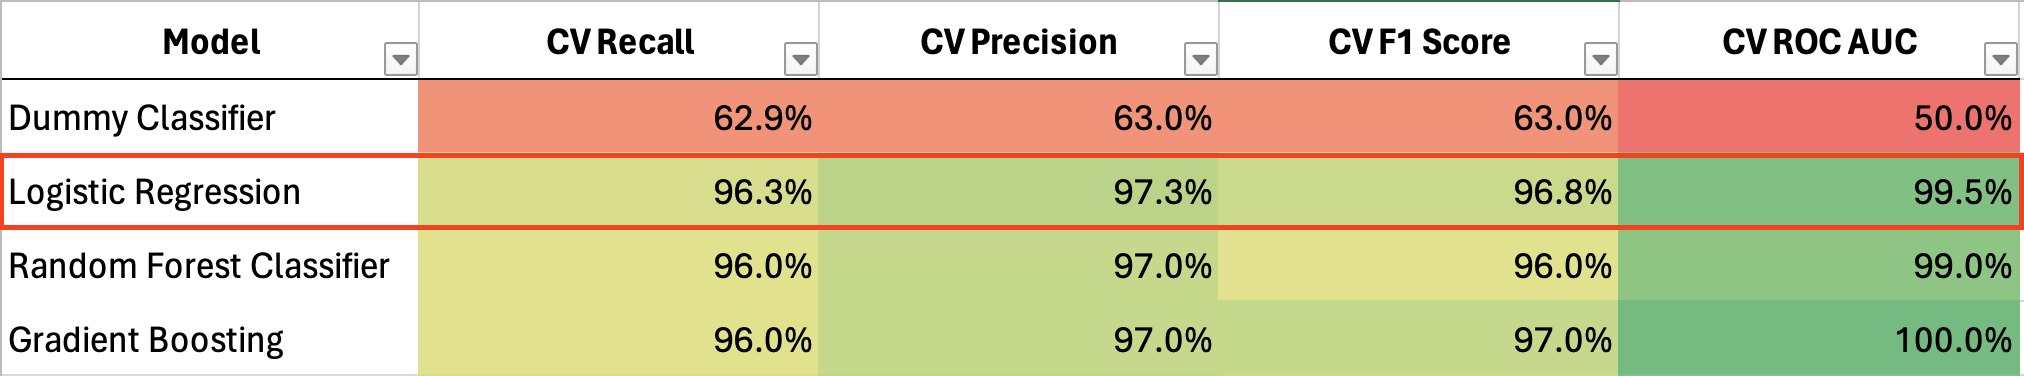 Model CV Recall CV Precision CV F1 Score CV ROC AUC
Dummy Classifier 62.9% 63.0% 63.0% 50.0%
Logistic Regression 96.3% 97.3% 96.8% 99.5%
Random Forest Classifier 96.0% 97.0% 96.0% 99.0%
Gradient Boosting 96.0% 97.0% 97.0% 100.0%